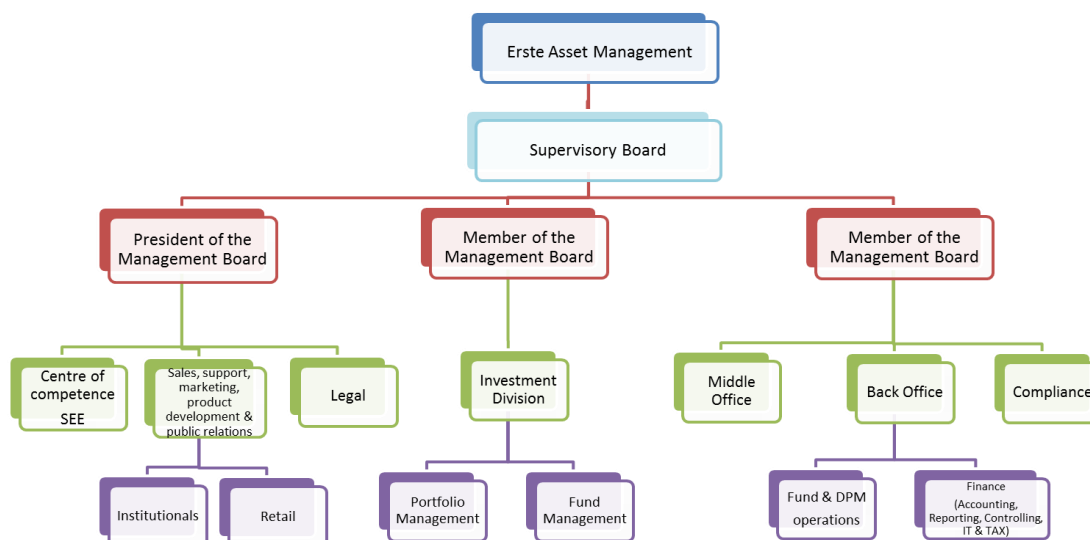 Erste Asset Management
Supervisory Board
President of the
Management Board
Member of the
Management Board
Member of the
Management Board
Centre of
competence
SEE
Sales, support,
marketing,
product
development &
public relations
Legal
Investment
Division
Middle
Office
Back Office
Compliance
Institutionals
Retail
Portfolio
Management
Fund
Management
Fund & DPM
operations
Finance
(Accounting,
Reporting, Controlling,
IT & TAX)